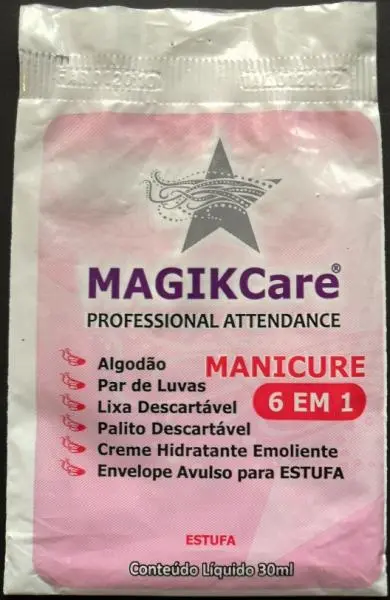 MAGIKCare®
PROFESSIONAL ATTENDANCE
MANICURE
6 EM 1
Algodão
Par de Luvas
Lixa Descartável
Palito Descartável
Creme Hidratante Emoliente
Envelope Avulso para ESTUFA
ESTUFA
Conteúdo Líquido 30ml